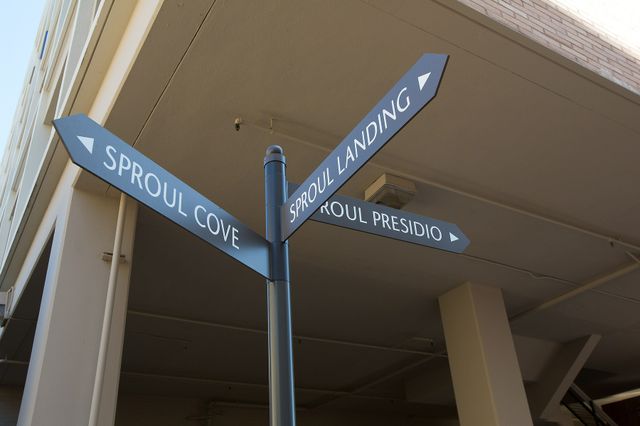 SPROUL COVE
SPROUL LANDING
ROUL PRESIDIO